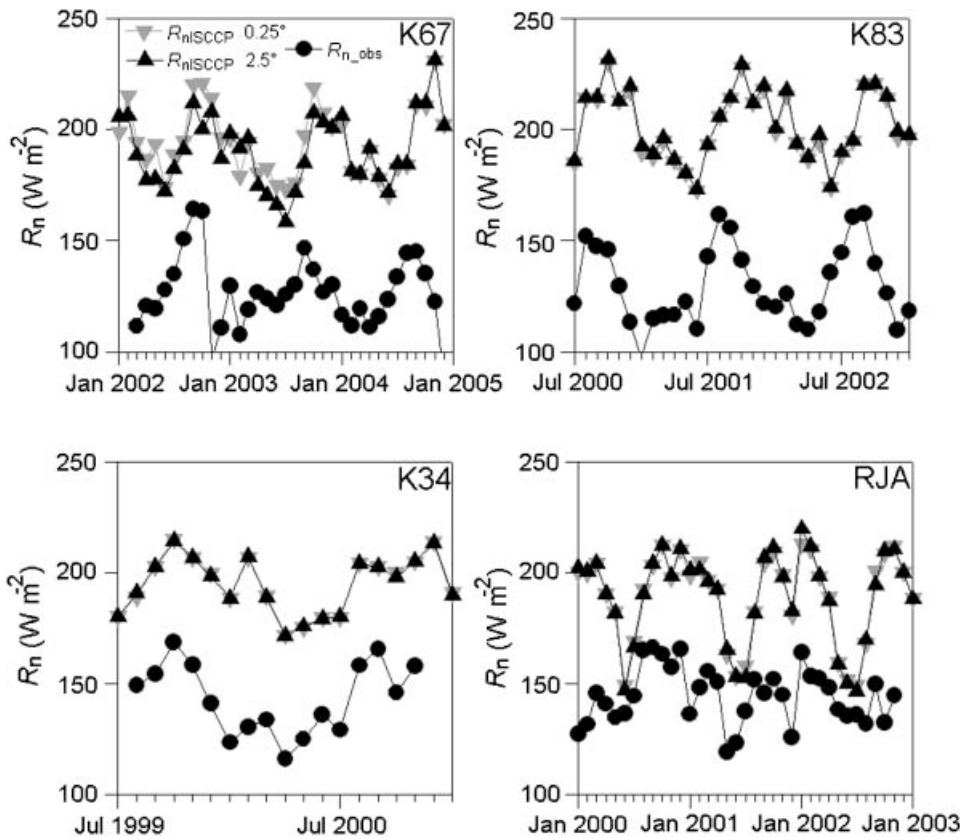 250
200
150
100
Rn (W m-2)
RnISCCP 0.25°
RnISCCP 2.5°
Rn_obs
K67
Jan 2002 Jan 2003 Jan 2004 Jan 2005
250
200
150
100
Rn (W m-2)
K83
Jul 2000 Jul 2001 Jul 2002
250
200
150
100
Rn (W m-2)
K34
Jul 1999 Jul 2000
250
200
150
100
Rn (W m-2)
RJA
Jan 2000 Jan 2001 Jan 2002 Jan 2003